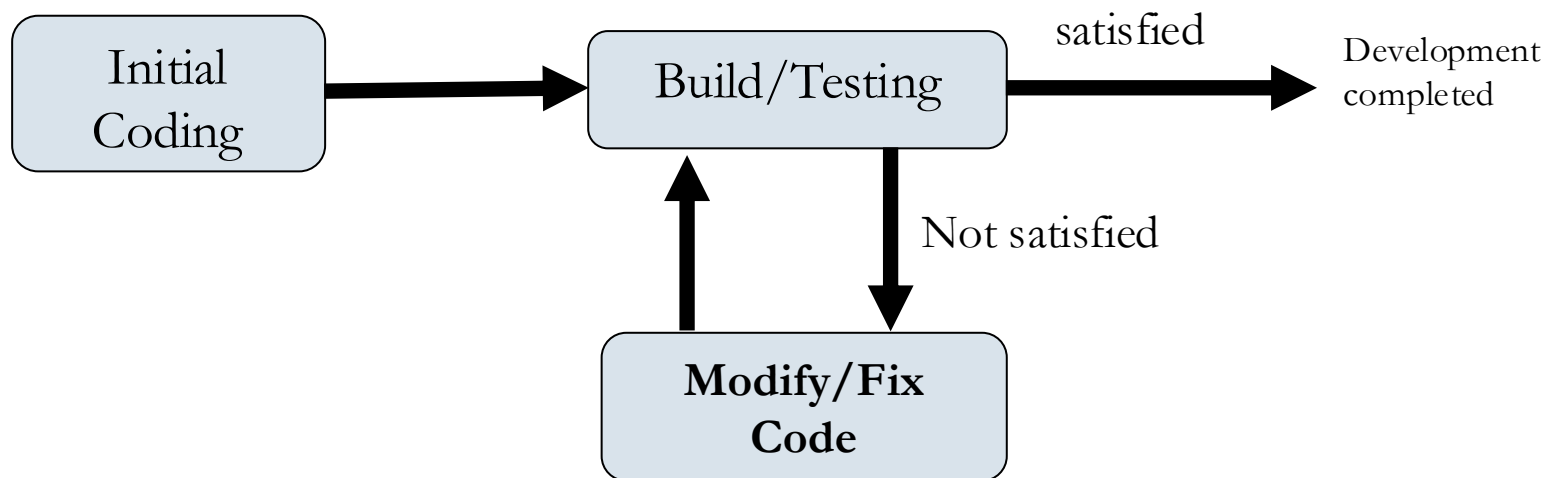 Initial
Coding
Build/Testing
satisfied
Development
completed
Not satisfied
Modify/Fix
Code